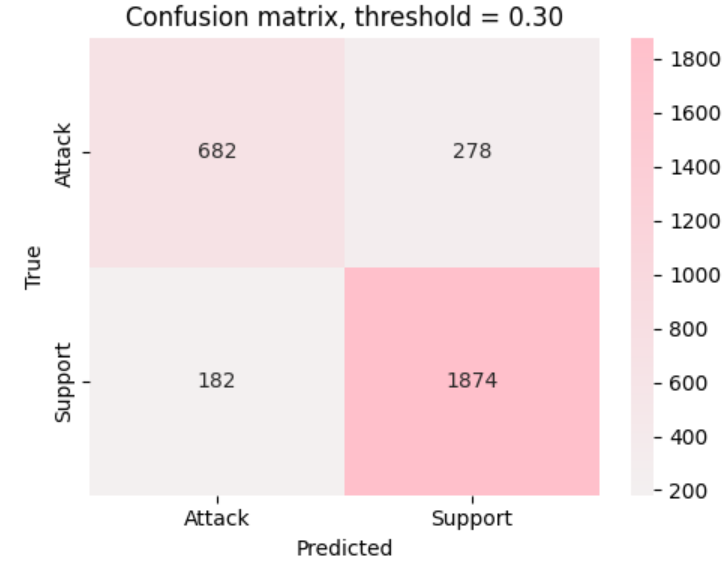 Confusion matrix, threshold = 0.30
True
Attack
682 278
Support
182 1874
Attack Support
Predicted
1800
1600
1400
1200
1000
800
600
400
200